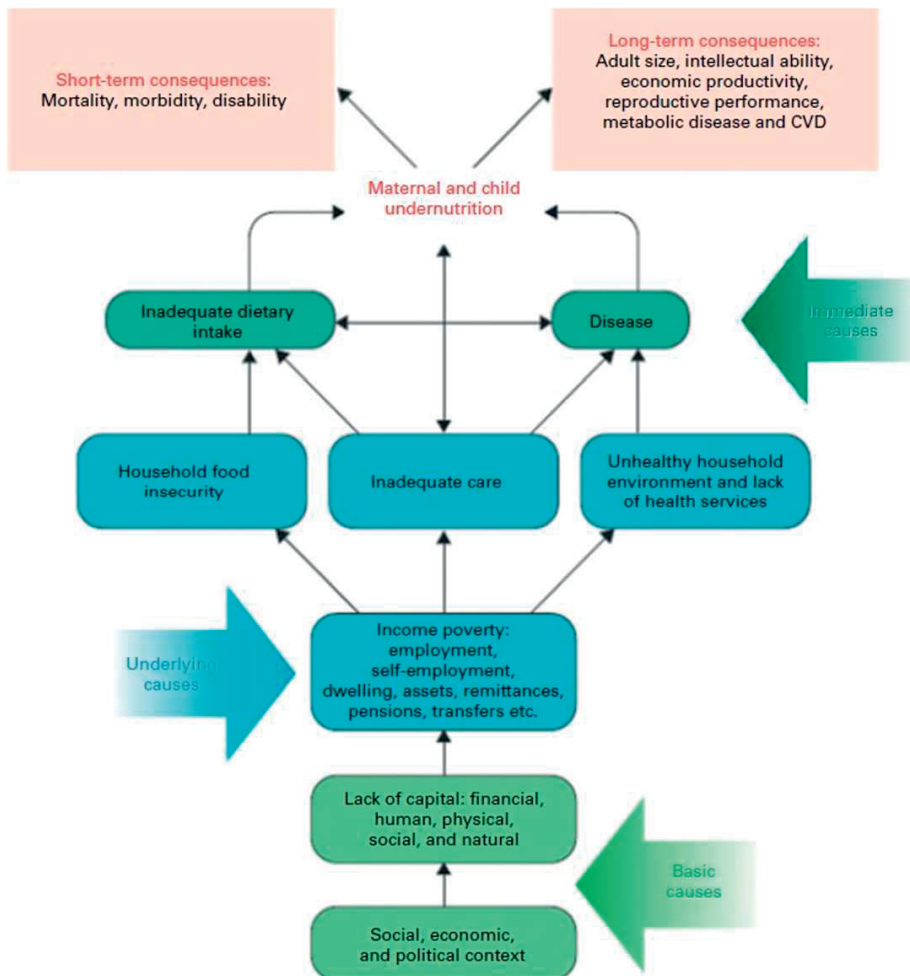 Short-term consequences:
Mortality, morbidity, disability
Long-term consequences:
Adult size, intellectual ability,
economic productivity,
reproductive performance,
metabolic disease and CVD
Maternal and child
undernutrition
Inadequate dietary
intake
Disease
Immediate
causes
Household food
insecurity
Inadequate care
Unhealthy household
environment and lack
of health services
Underlying
causes
Income poverty:
employment,
self-employment,
dwelling, assets, remittances,
pensions, transfers etc.
Lack of capital: financial,
human, physical,
social, and natural
Basic
causes
Social, economic,
and political context